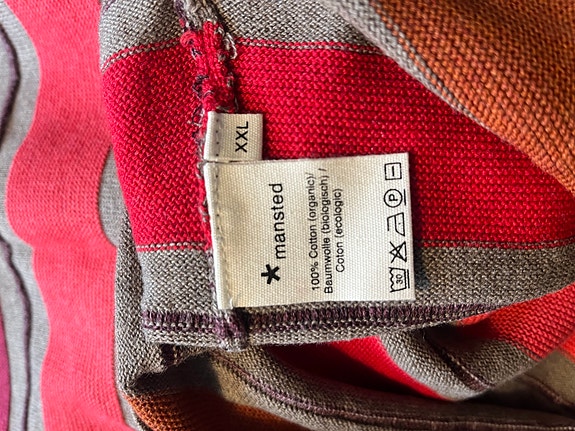 XXL
* mansted
100% Cotton (organic)/
Baumwolle (biologisch) /
Coton (ecologic)
30 P